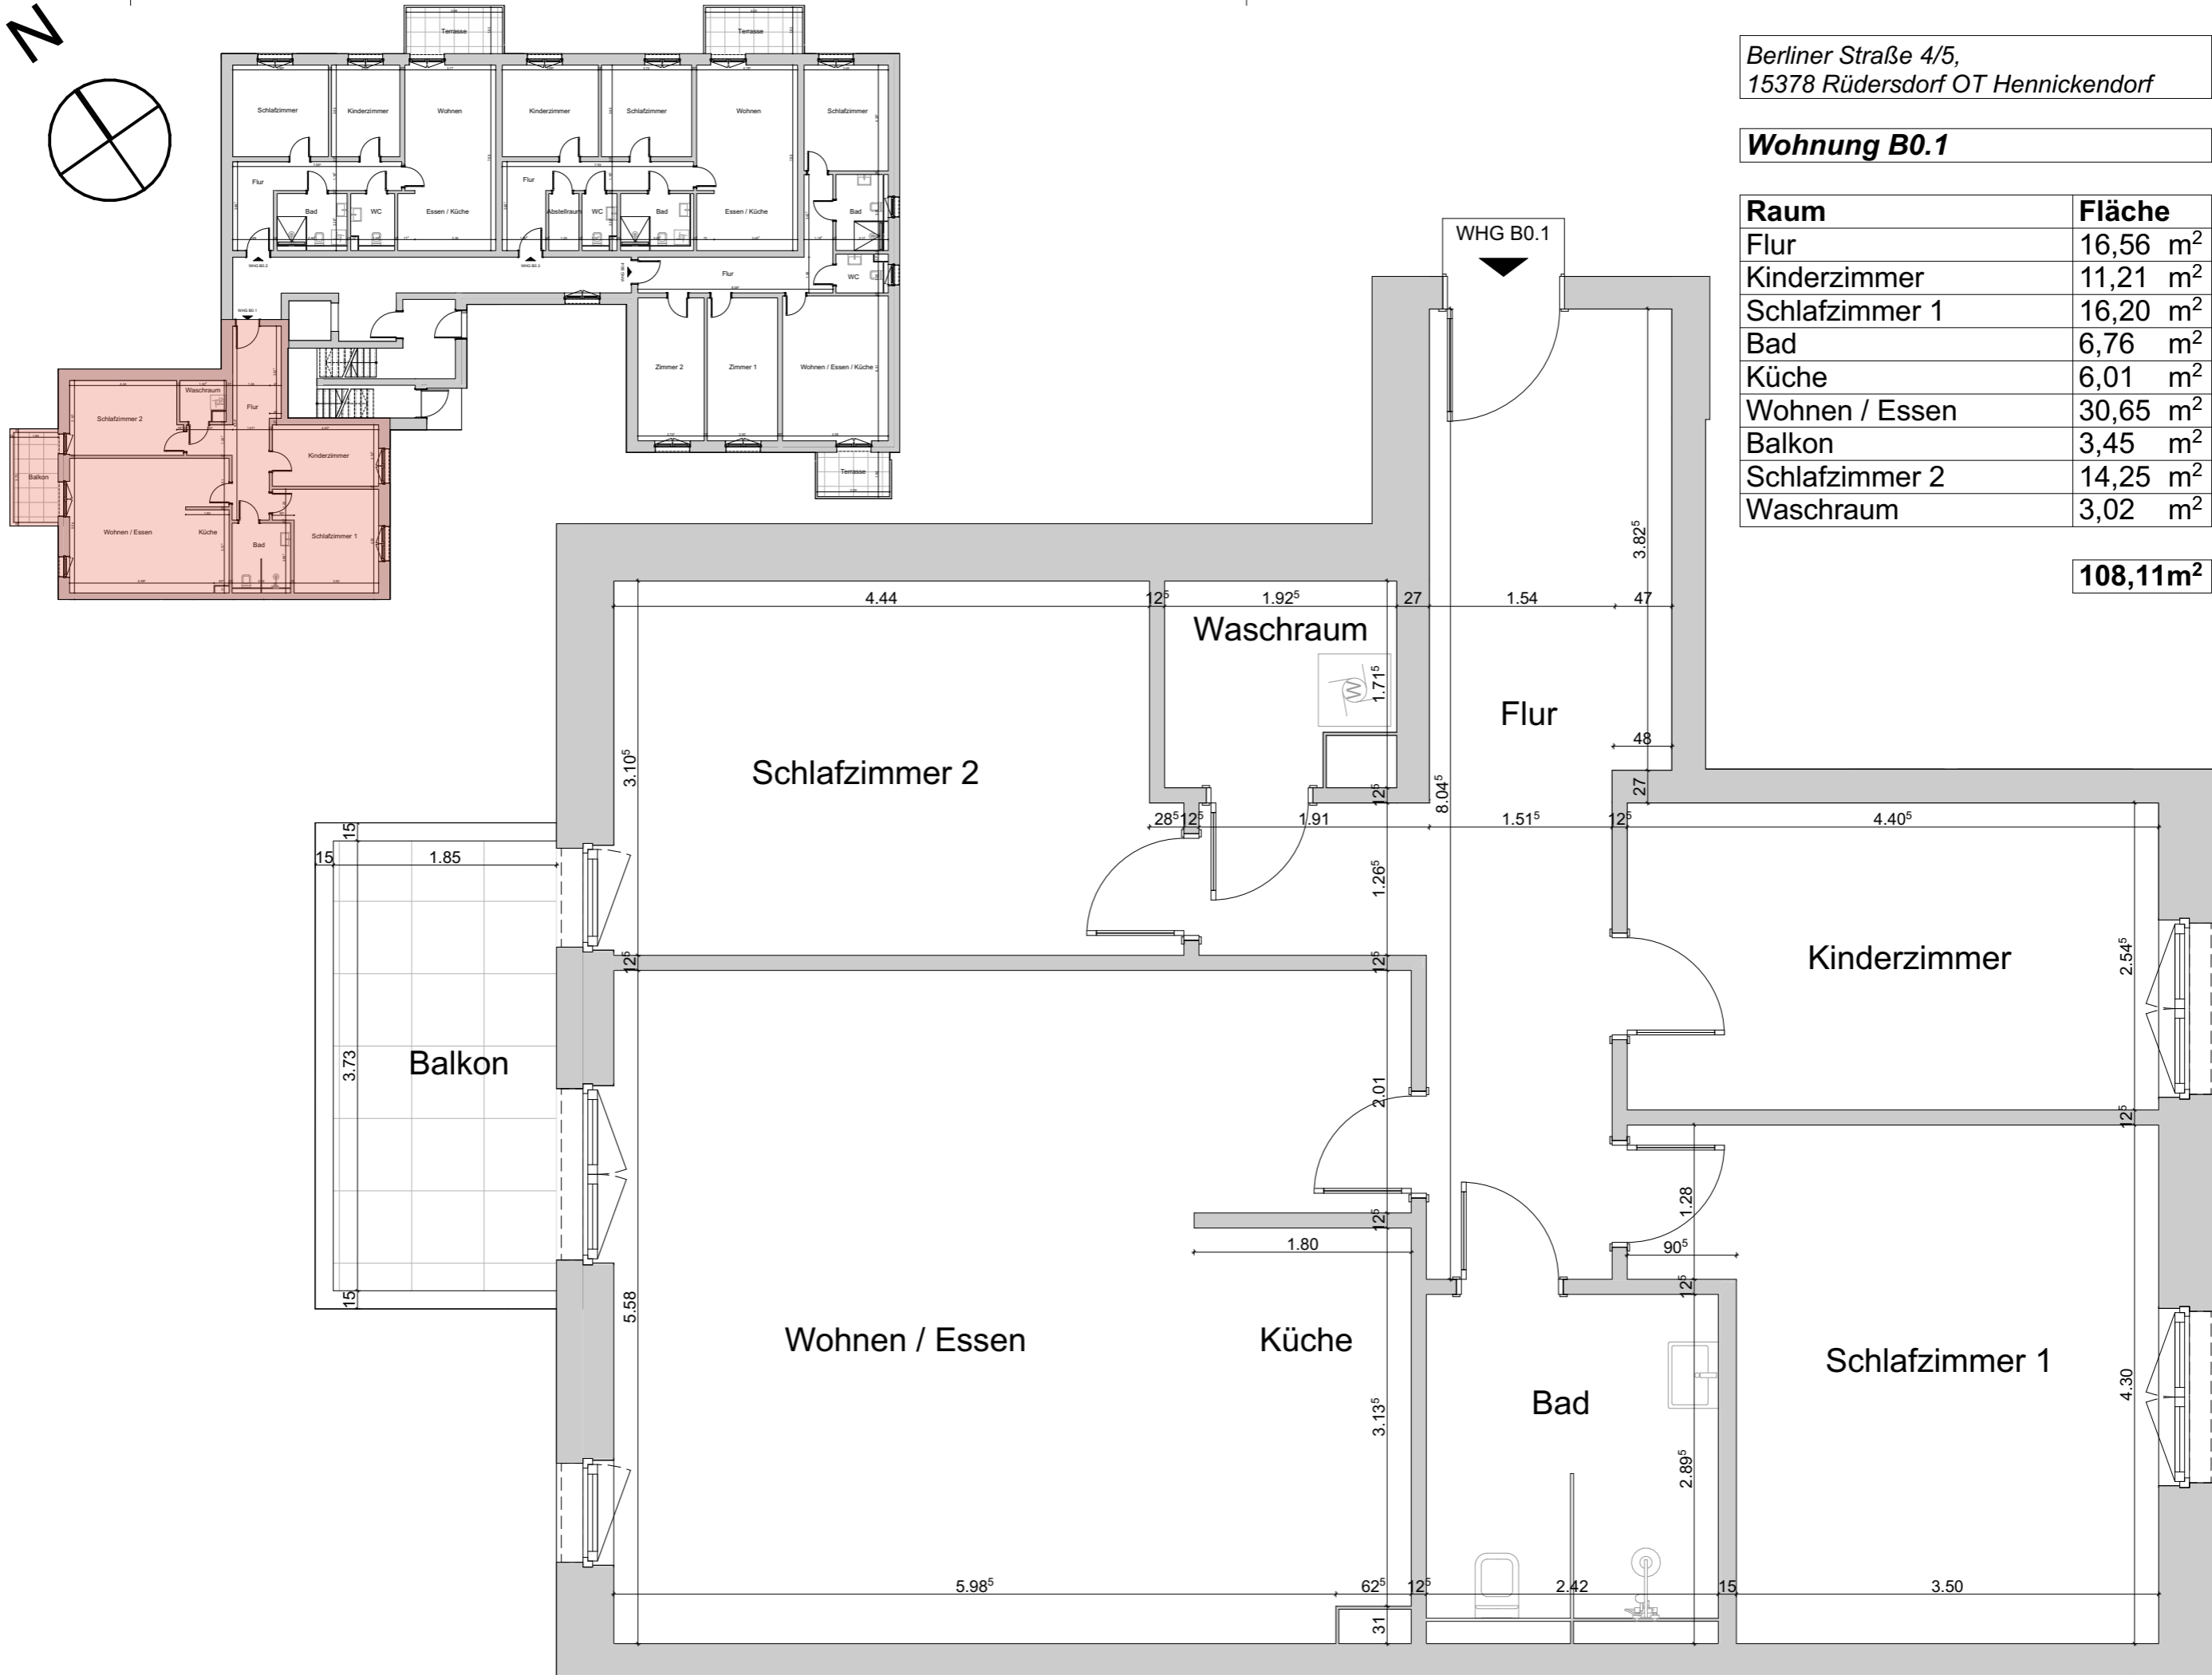 N
Terrasse
Terrasse
Schlafzimmer
Kinderzimmer
Wohnen
Kinderzimmer
Schlafzimmer
Wohnen
Schlafzimmer
Flur
Flur
Bad
WC
Essen / Küche
Abstellraum
WC
Bad
Essen / Küche
Bad
WC
Flur
WHG B0.1
Zimmer 2
Zimmer 1
Wohnen / Essen / Küche
Terrasse
Waschraum
Flur
Schlafzimmer 2
Kinderzimmer
Balkon
Wohnen / Essen
Küche
Bad
Schlafzimmer 1
Berliner Straße 4/5,
15378 Rüdersdorf OT Hennickendorf
Wohnung B0.1
Raum Fläche
Flur 16,56 m²
Kinderzimmer 11,21 m²
Schlafzimmer 1 16,20 m²
Bad 6,76 m²
Küche 6,01 m²
Wohnen / Essen 30,65 m²
Balkon 3,45 m²
Schlafzimmer 2 14,25 m²
Waschraum 3,02 m²
108,11m²
WHG B0.1
3.82⁵
4.44 12⁵ 1.92⁵ 27 1.54 47
Waschraum
W
1.71⁵
Flur
48
3.10⁵
Schlafzimmer 2
27
8.04⁵
12⁵
28⁵ 12⁵ 1.91 1.51⁵ 12⁵ 4.40⁵
15
15 1.85
1.26⁵
12⁵
12⁵
Kinderzimmer
2.54⁵
3.73
Balkon
2.01
12⁵
15
5.58
12⁵
1.80
1.28
90⁵
12⁵
Wohnen / Essen
Küche
Schlafzimmer 1
4.30
Bad
3.13⁵
2.89⁵
5.98⁵ 62⁵ 12⁵ 2.42 15 3.50
31